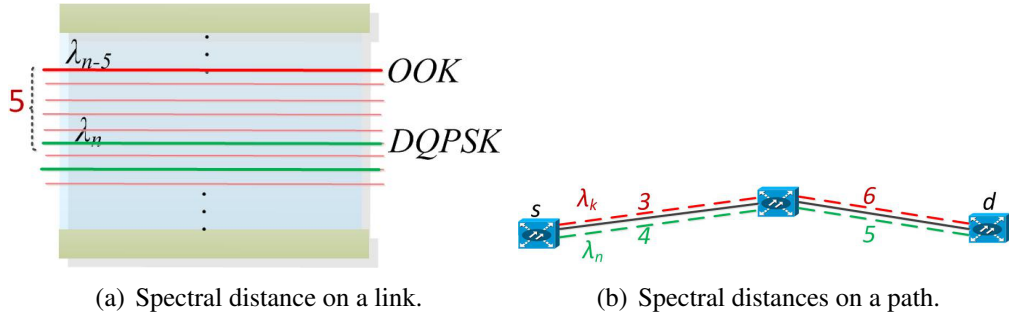 λn-5
OOK
5
λn
DQPSK
(a) Spectral distance on a link.
s
λk
3
6
d
λn
4
5
(b) Spectral distances on a path.